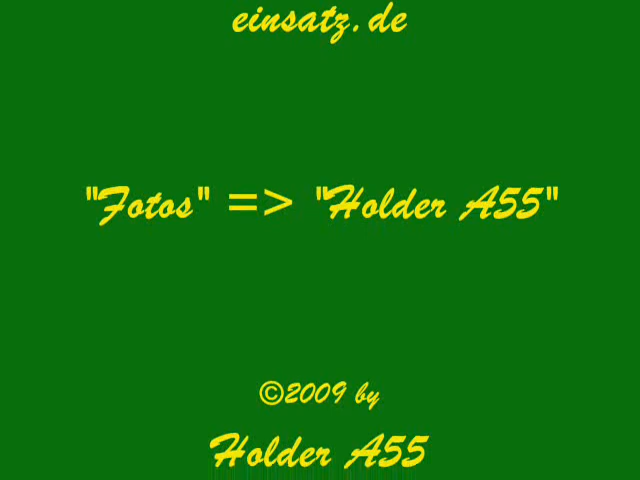 einsatz.de
"Fotos" => "Holder A55"
©2009 by
Holder A55